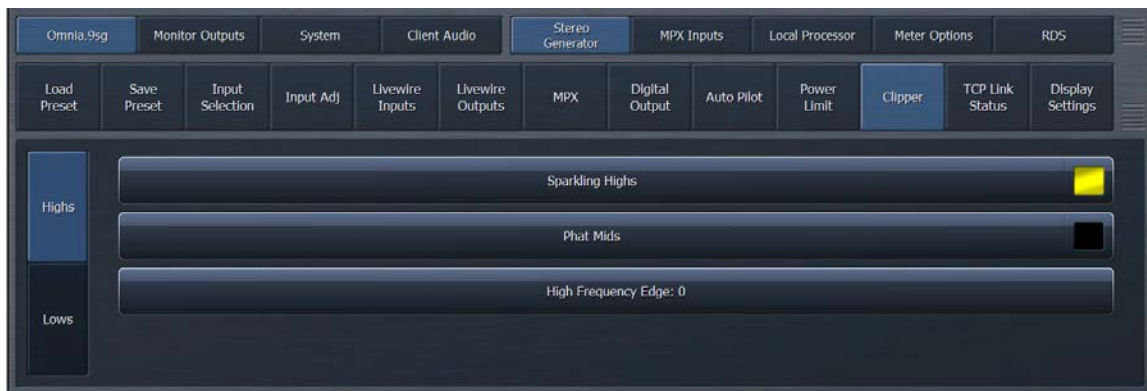 Omnia.9sg Monitor Outputs System Client Audio Stereo Generator MPX Inputs Local Processor Meter Options RDS
Load Preset Save Preset Input Selection Input Adj Livewire Inputs Livewire Outputs MPX Digital Output Auto Pilot Power Limit Clipper TCP Link Status Display Settings
Highs
Sparkling Highs
Phat Mids
High Frequency Edge: 0
Lows